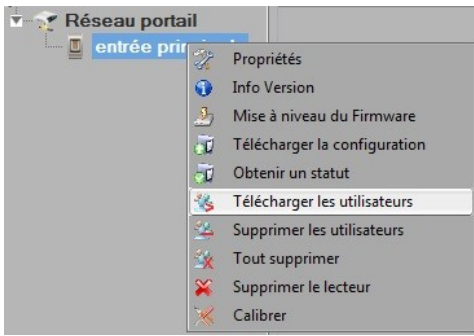 Réseau portail
entrée
Propriétés
Info Version
Mise à niveau du Firmware
Télécharger la configuration
Obtenir un statut
Télécharger les utilisateurs
Supprimer les utilisateurs
Tout supprimer
Supprimer le lecteur
Calibrer